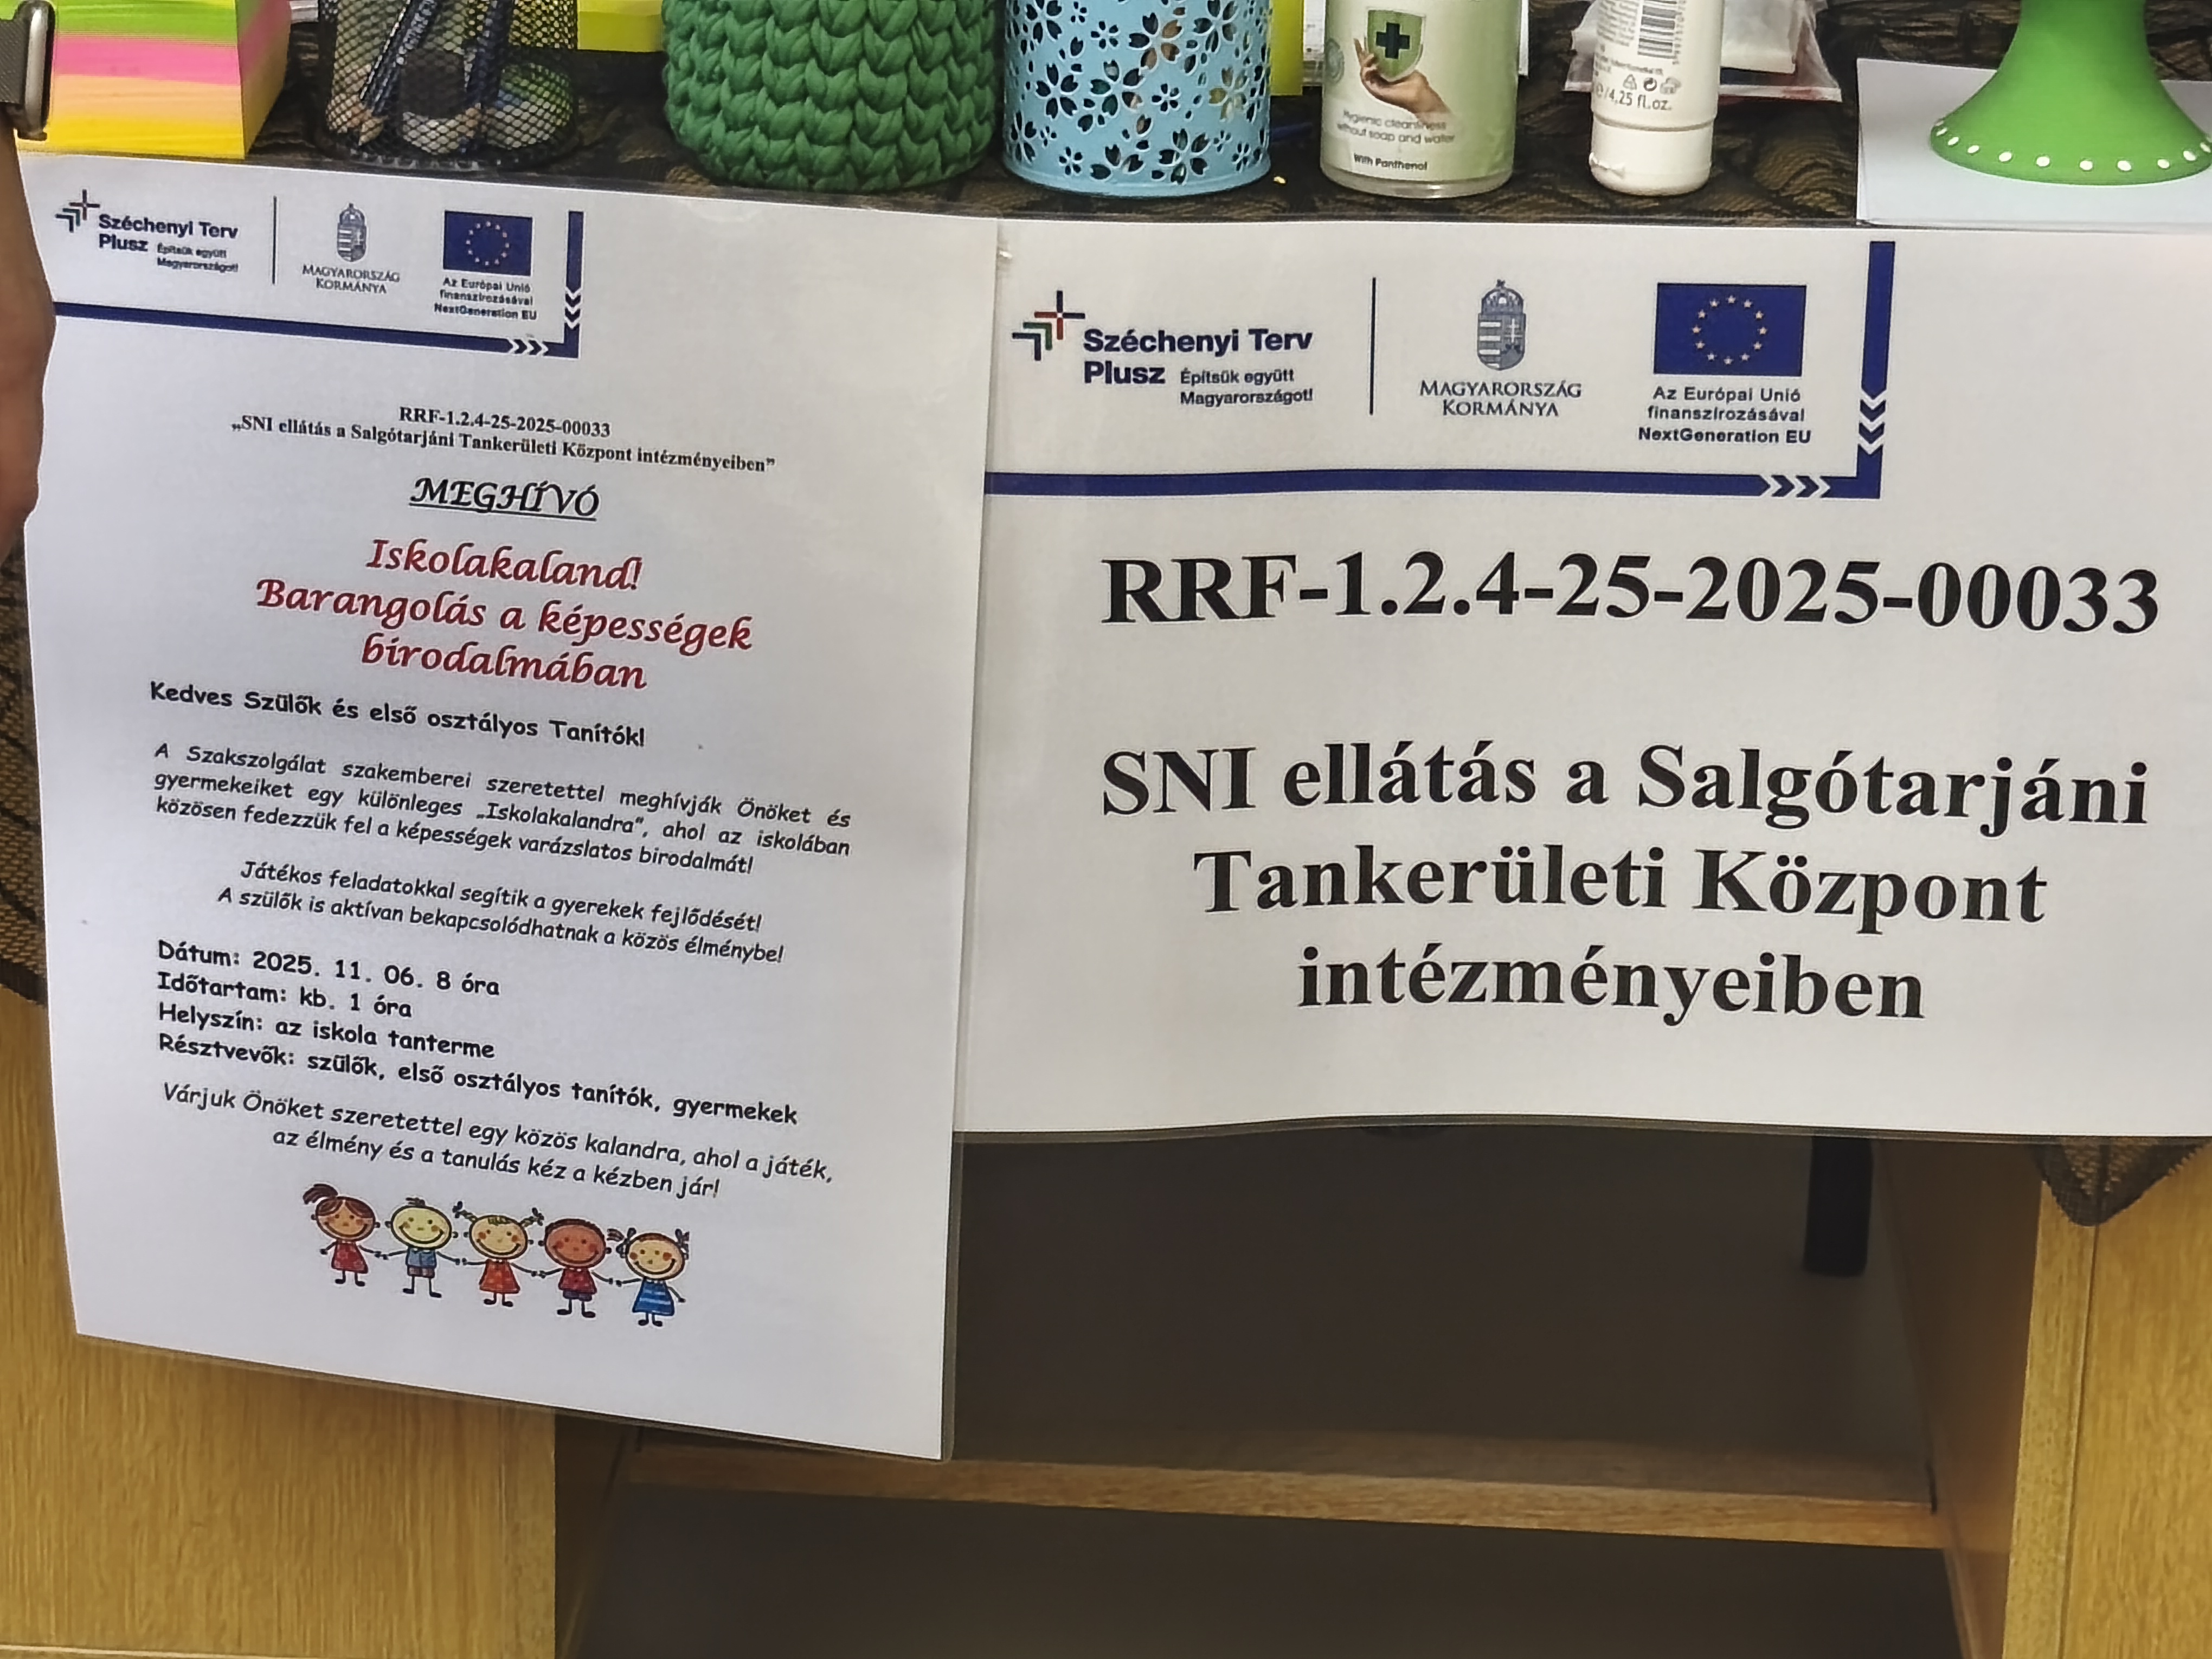 Hygienic cleanliness
without soap and water
With Panthenol
4,25 fl.oz.
Széchenyi Terv
Plusz Építsük együtt
Magyarországot!
MAGYARORSZÁG
KORMÁNYA
Az Európai Unió
finanszírozásával
NextGeneration EU
RRF-1.2.4-25-2025-00033
„SNI ellátás a Salgótarjáni Tankerületi Központ intézményeiben”
MEGHÍVÓ
Iskolakaland!
Barangolás a képességek
birodalmában
Kedves Szülők és első osztályos Tanítók!
A Szakszolgálat szakemberei szeretettel meghívják Önöket és
gyermekeiket egy különleges „Iskolakalandra”, ahol az iskolában
közösen fedezzük fel a képességek varázslatos birodalmát!
Játékos feladatokkal segítik a gyerekek fejlődését!
A szülők is aktívan bekapcsolódhatnak a közös élménybe!
Dátum: 2025. 11. 06. 8 óra
Időtartam: kb. 1 óra
Helyszín: az iskola tanterme
Résztvevők: szülők, első osztályos tanítók, gyermekek
Várjuk Önöket szeretettel egy közös kalandra, ahol a játék,
az élmény és a tanulás kéz a kézben jár!
Széchenyi Terv
Plusz Építsük együtt
Magyarországot!
MAGYARORSZÁG
KORMÁNYA
Az Európai Unió
finanszírozásával
NextGeneration EU
RRF-1.2.4-25-2025-00033
SNI ellátás a Salgótarjáni
Tankerületi Központ
intézményeiben